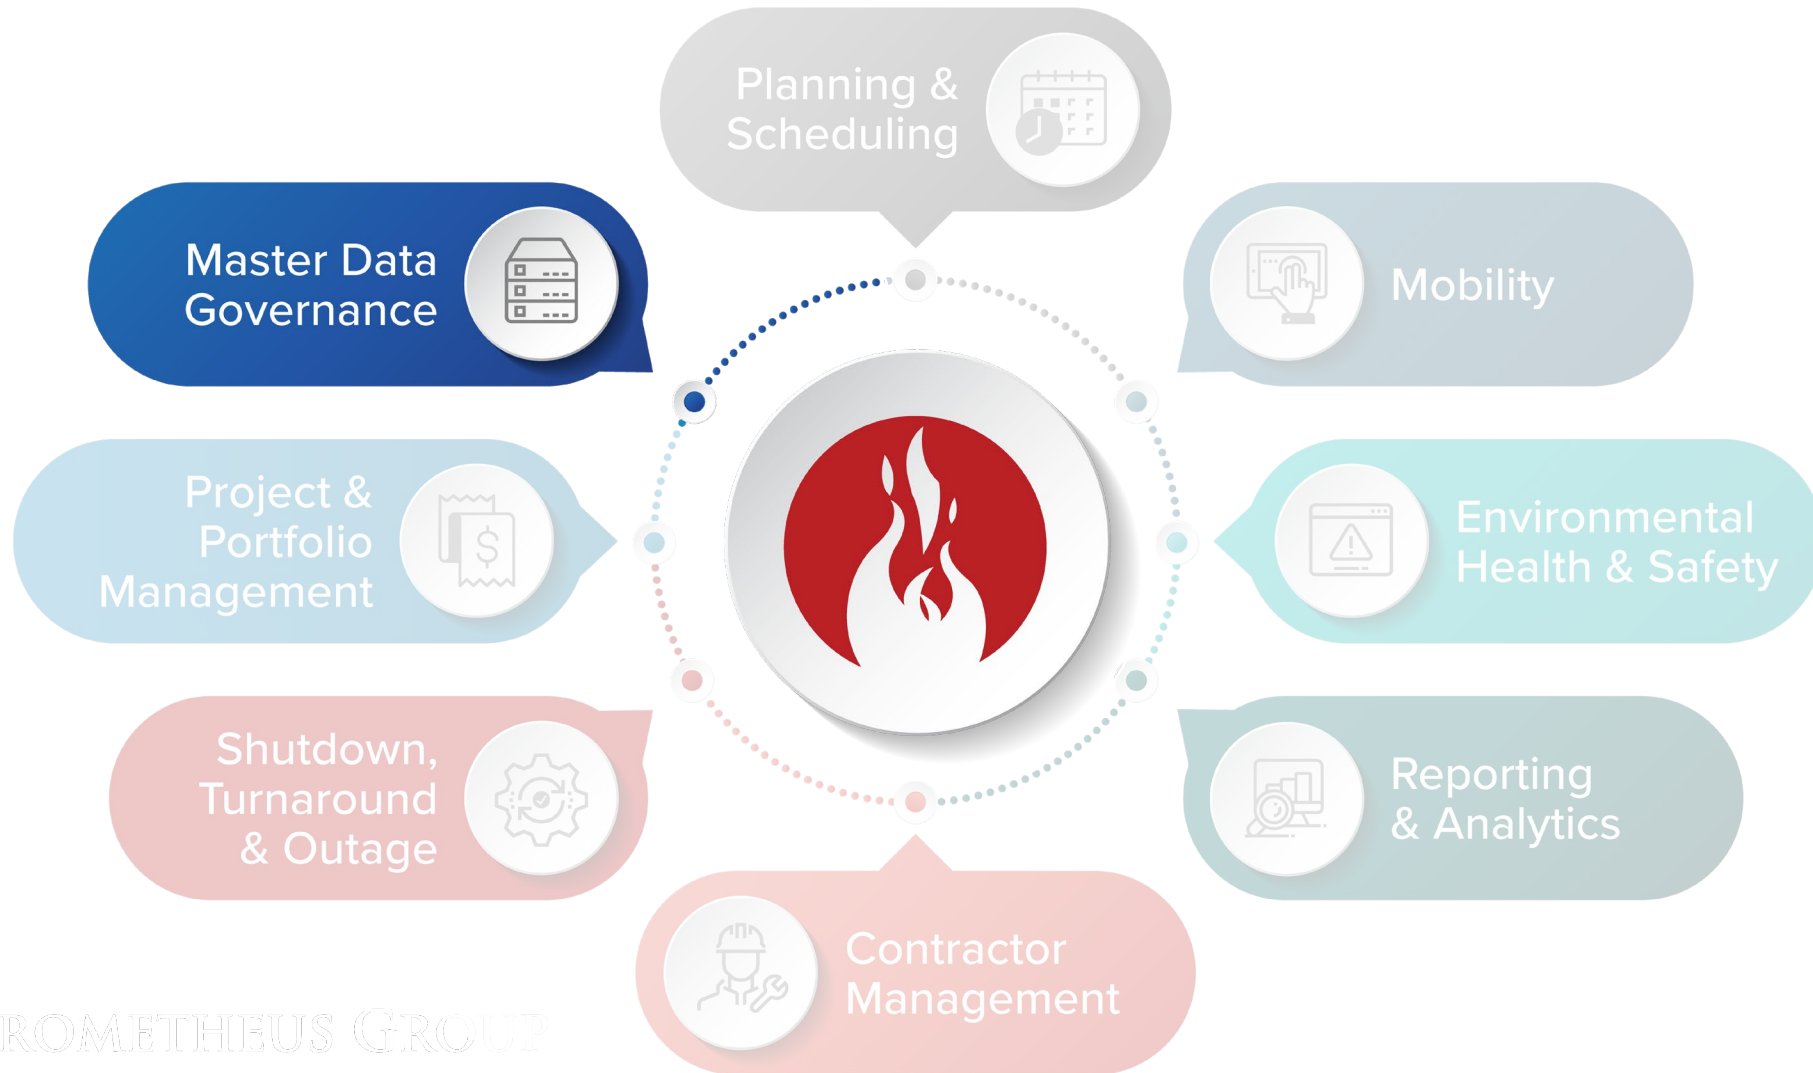 Planning &
Scheduling
Master Data
Governance
Mobility
Project &
Portfolio
Management
$
Environmental
Health & Safety
Shutdown,
Turnaround
& Outage
Reporting
& Analytics
Contractor
Management
ROMETHEUS GROUP